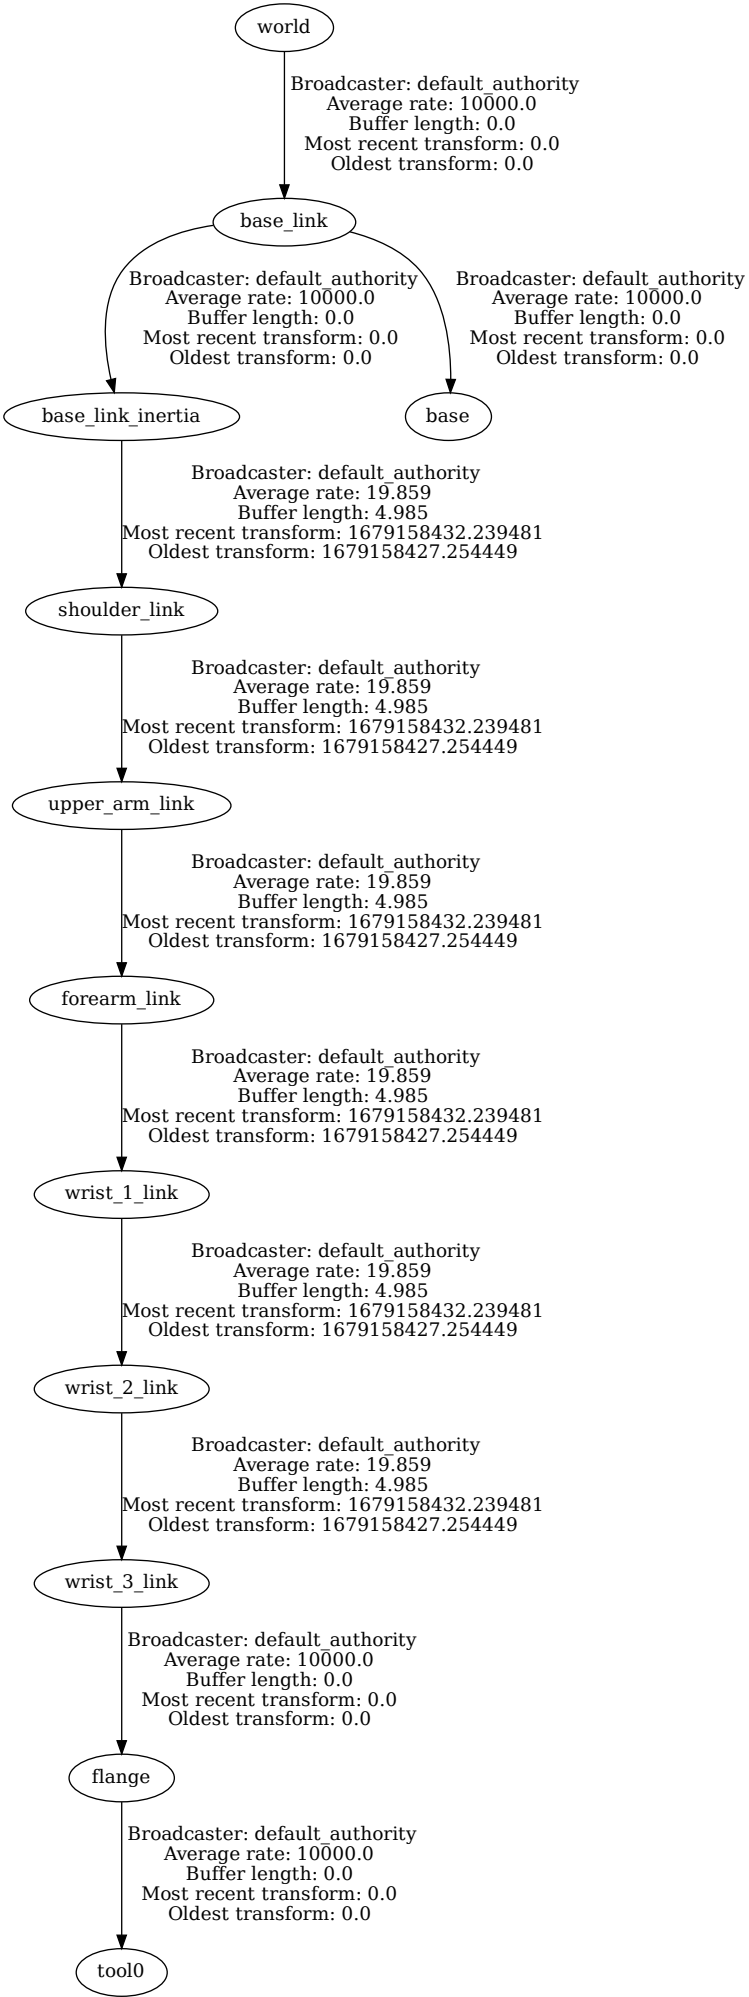 world
Broadcaster: default_authority
Average rate: 10000.0
Buffer length: 0.0
Most recent transform: 0.0
Oldest transform: 0.0
base_link
Broadcaster: default_authority
Average rate: 10000.0
Buffer length: 0.0
Most recent transform: 0.0
Oldest transform: 0.0
Broadcaster: default_authority
Average rate: 10000.0
Buffer length: 0.0
Most recent transform: 0.0
Oldest transform: 0.0
base_link_inertia
base
Broadcaster: default_authority
Average rate: 19.859
Buffer length: 4.985
Most recent transform: 1679158432.239481
Oldest transform: 1679158427.254449
shoulder_link
Broadcaster: default_authority
Average rate: 19.859
Buffer length: 4.985
Most recent transform: 1679158432.239481
Oldest transform: 1679158427.254449
upper_arm_link
Broadcaster: default_authority
Average rate: 19.859
Buffer length: 4.985
Most recent transform: 1679158432.239481
Oldest transform: 1679158427.254449
forearm_link
Broadcaster: default_authority
Average rate: 19.859
Buffer length: 4.985
Most recent transform: 1679158432.239481
Oldest transform: 1679158427.254449
wrist_1_link
Broadcaster: default_authority
Average rate: 19.859
Buffer length: 4.985
Most recent transform: 1679158432.239481
Oldest transform: 1679158427.254449
wrist_2_link
Broadcaster: default_authority
Average rate: 19.859
Buffer length: 4.985
Most recent transform: 1679158432.239481
Oldest transform: 1679158427.254449
wrist_3_link
Broadcaster: default_authority
Average rate: 10000.0
Buffer length: 0.0
Most recent transform: 0.0
Oldest transform: 0.0
flange
Broadcaster: default_authority
Average rate: 10000.0
Buffer length: 0.0
Most recent transform: 0.0
Oldest transform: 0.0
tool0